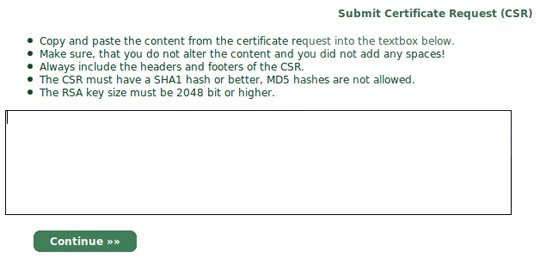 Submit Certificate Request (CSR)
Copy and paste the content from the certificate request into the textbox below.
Make sure, that you do not alter the content and you did not add any spaces!
Always include the headers and footers of the CSR.
The CSR must have a SHA1 hash or better, MD5 hashes are not allowed.
The RSA key size must be 2048 bit or higher.
Continue »»